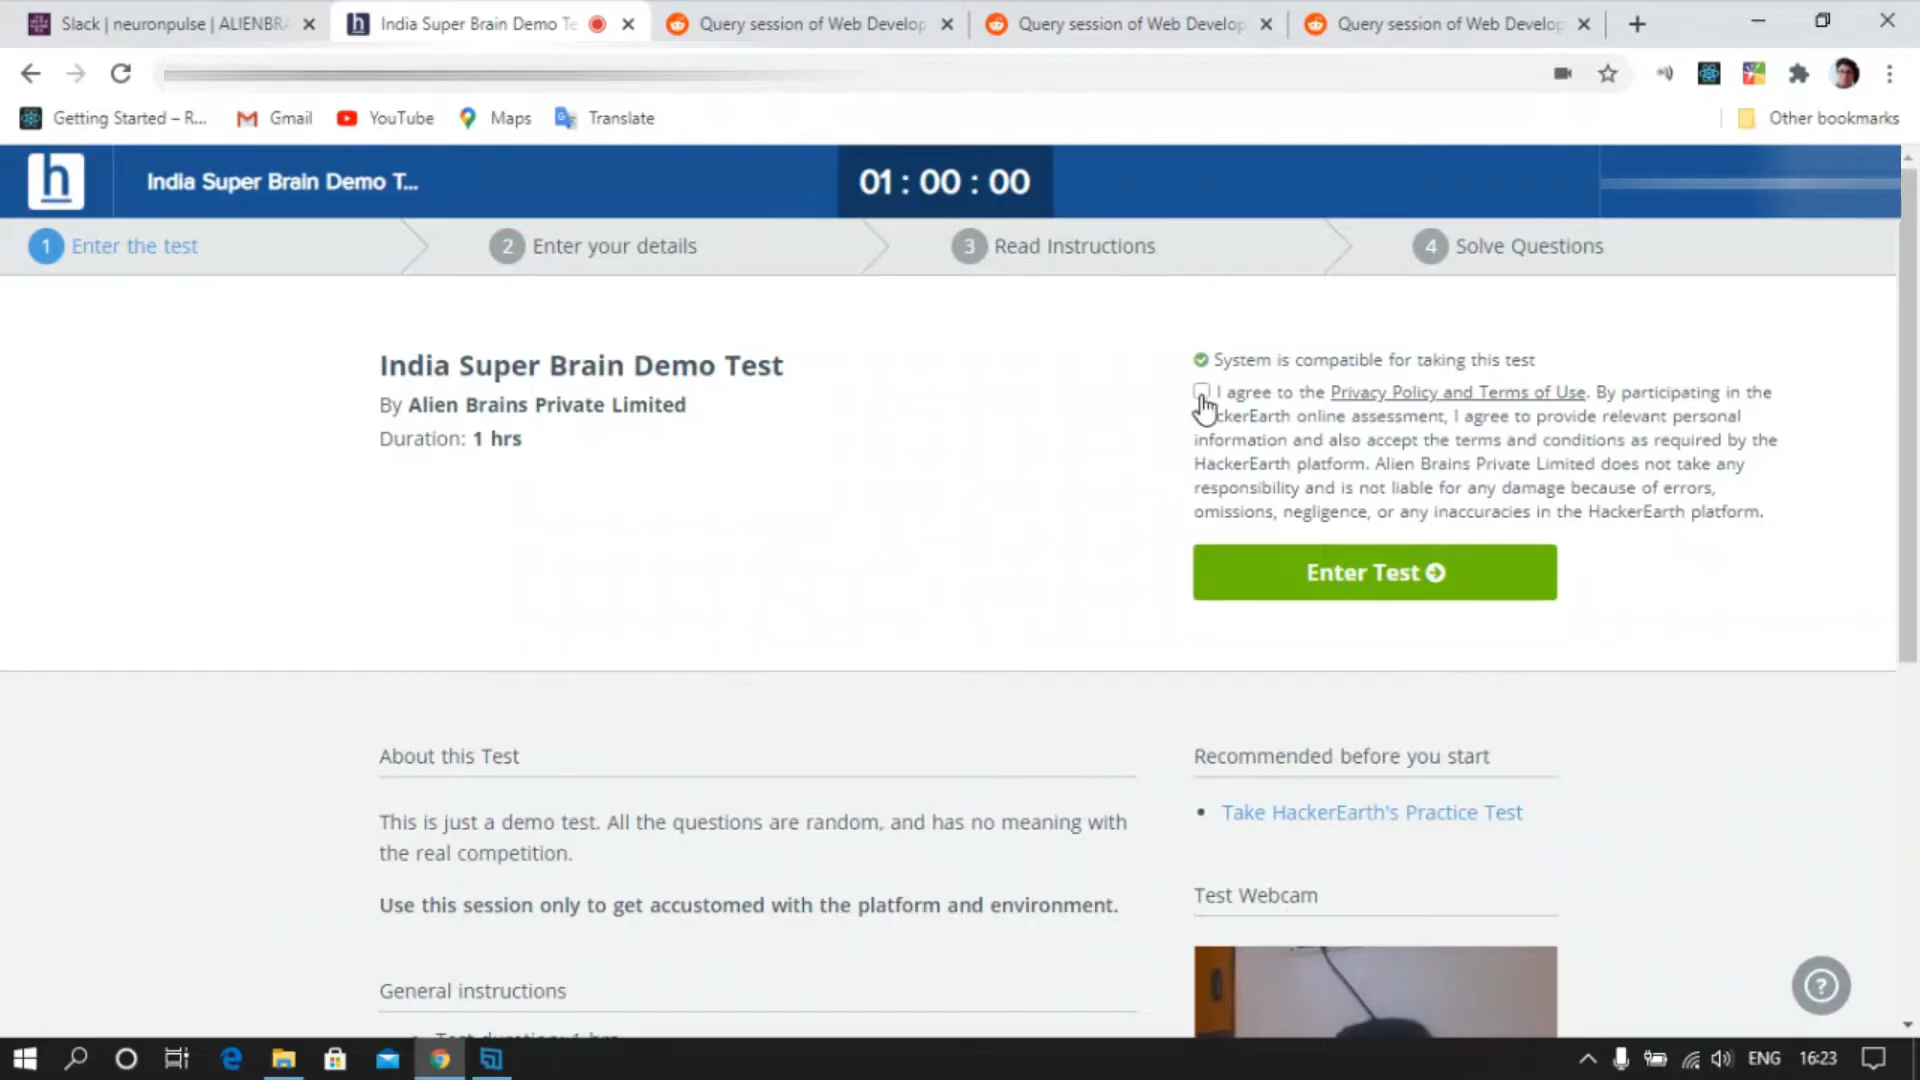 Slack | neuronpulse | ALIENBRA
India Super Brain Demo Te
Query session of Web Develop
Query session of Web Develop
Query session of Web Develop
Getting Started – R...
Gmail
YouTube
Maps
Translate
Other bookmarks
h
India Super Brain Demo T...
01 : 00 : 00
1 Enter the test
2 Enter your details
3 Read Instructions
4 Solve Questions
India Super Brain Demo Test
By Alien Brains Private Limited
Duration: 1 hrs
System is compatible for taking this test
I agree to the Privacy Policy and Terms of Use. By participating in the
ckerEarth online assessment, I agree to provide relevant personal
information and also accept the terms and conditions as required by the
HackerEarth platform. Alien Brains Private Limited does not take any
responsibility and is not liable for any damage because of errors,
omissions, negligence, or any inaccuracies in the HackerEarth platform.
Enter Test
About this Test
This is just a demo test. All the questions are random, and has no meaning with
the real competition.
Use this session only to get accustomed with the platform and environment.
General instructions
Test duration: 1 hrs
Recommended before you start
• Take HackerEarth's Practice Test
Test Webcam
?
ENG
16:23